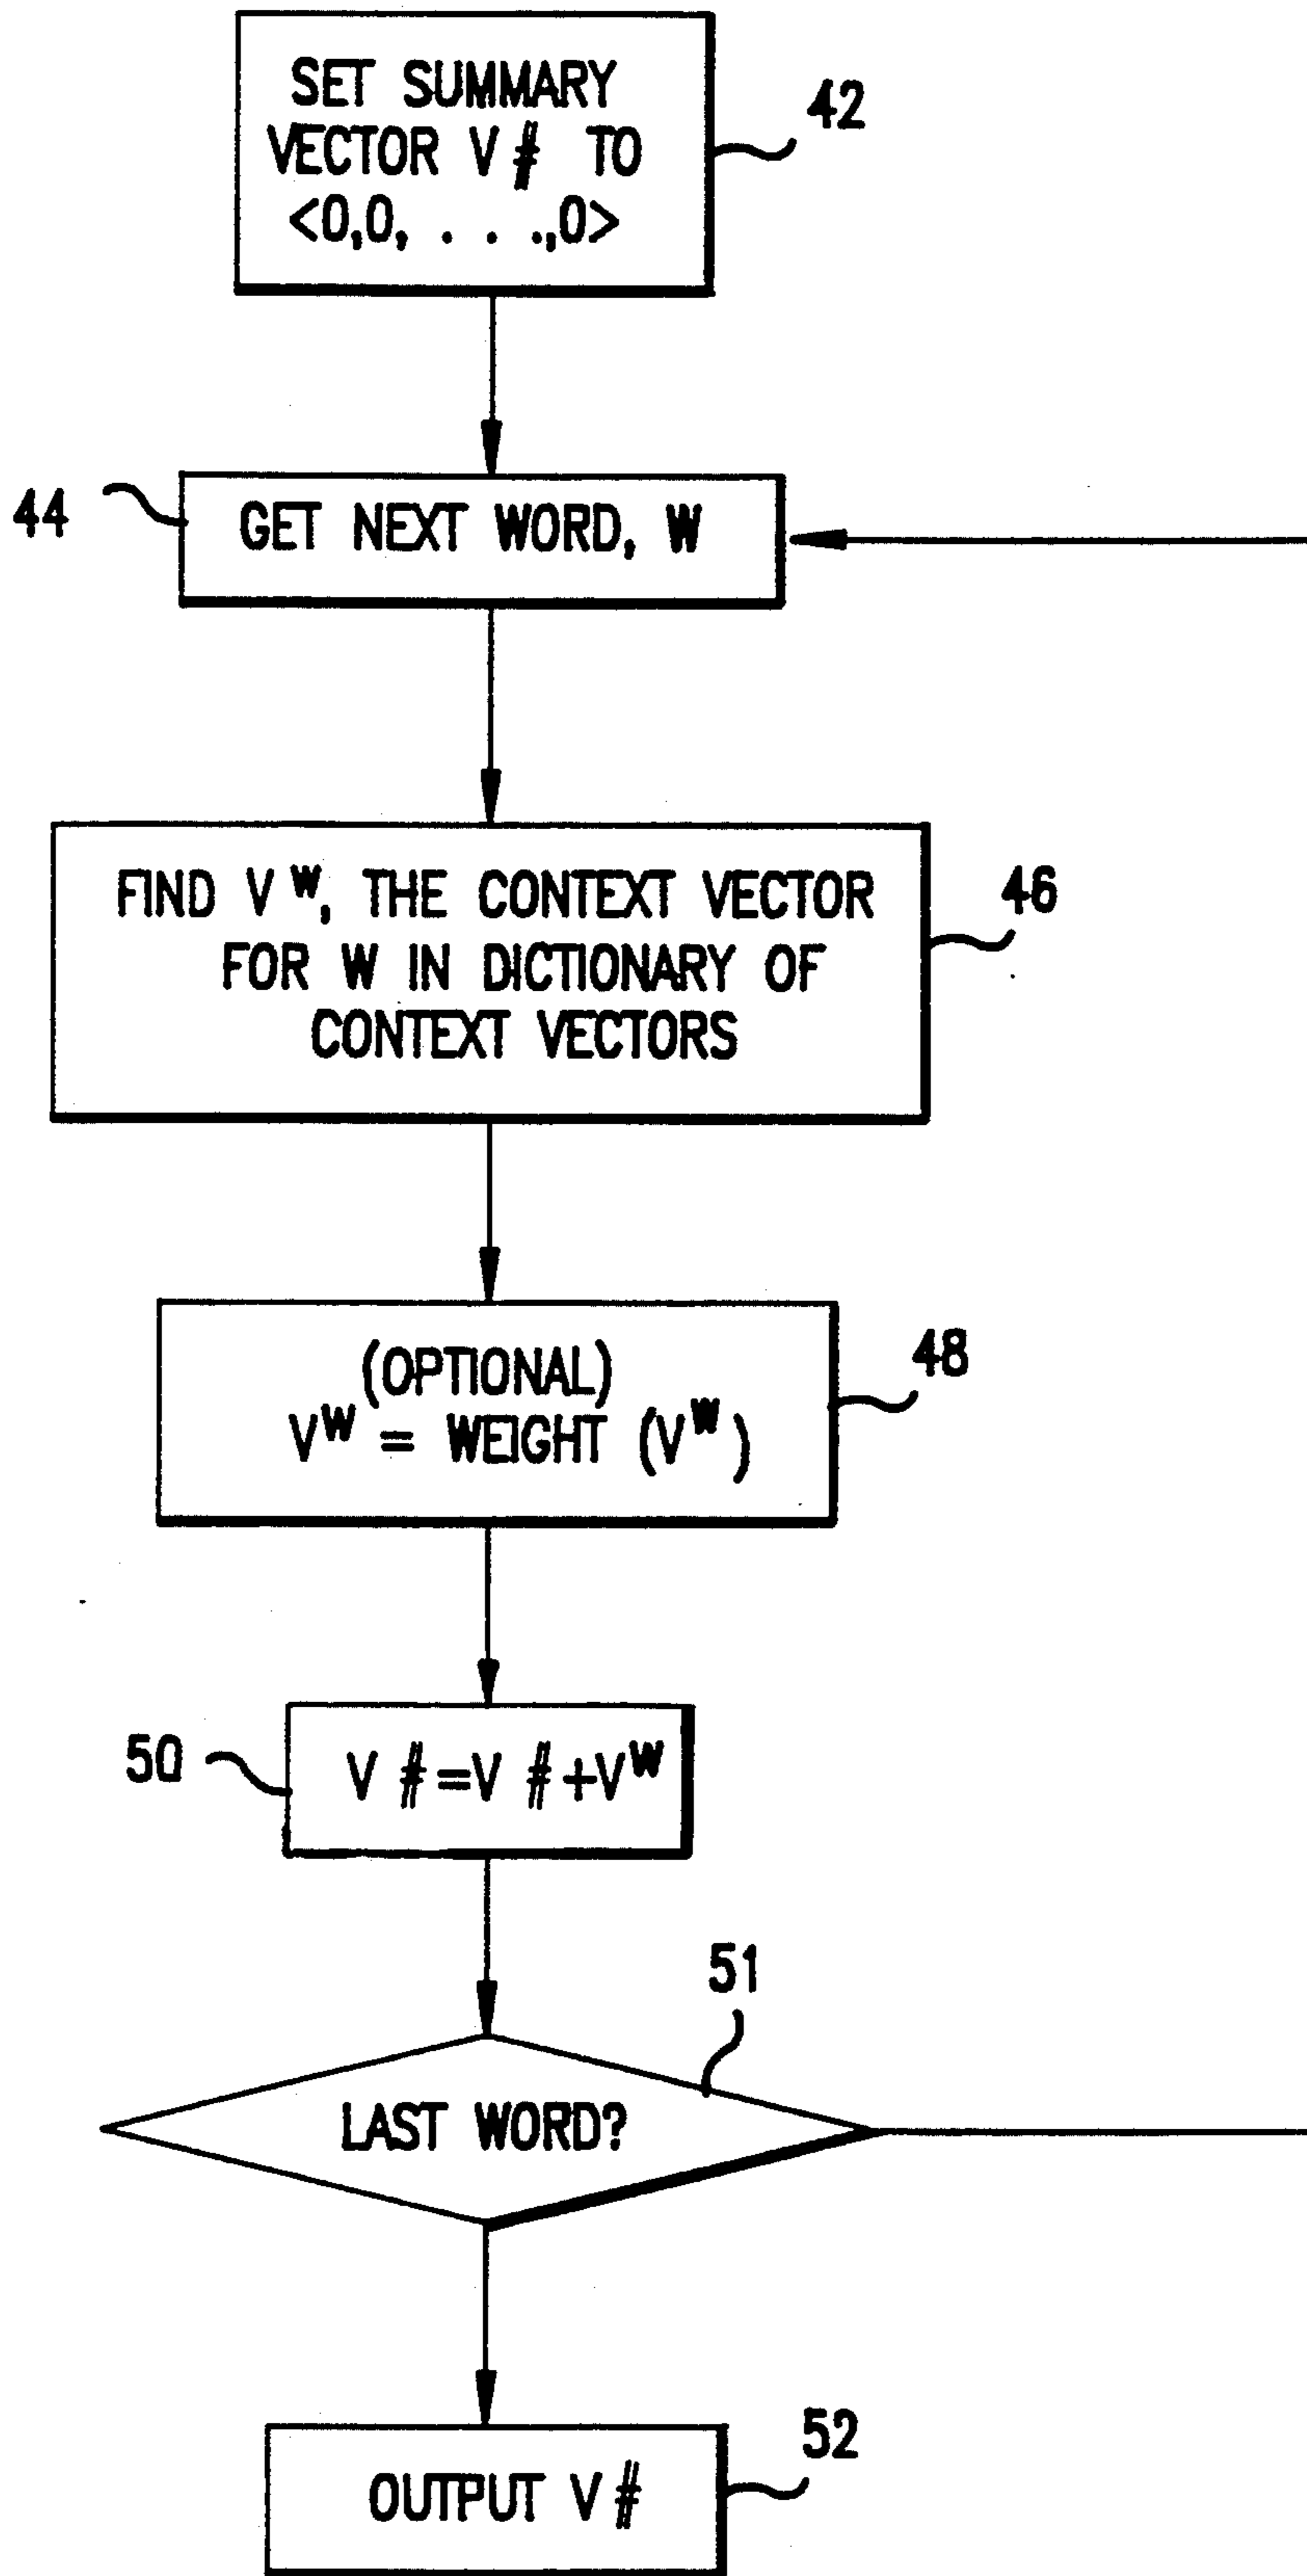 SET SUMMARY
VECTOR V# TO
<0,0, . . .,0>
42
44
GET NEXT WORD, W
FIND V^W, THE CONTEXT VECTOR
FOR W IN DICTIONARY OF
CONTEXT VECTORS
46
(OPTIONAL)
V^W = WEIGHT (V^W)
48
50
V #=V #+V^W
51
LAST WORD?
52
OUTPUT V#